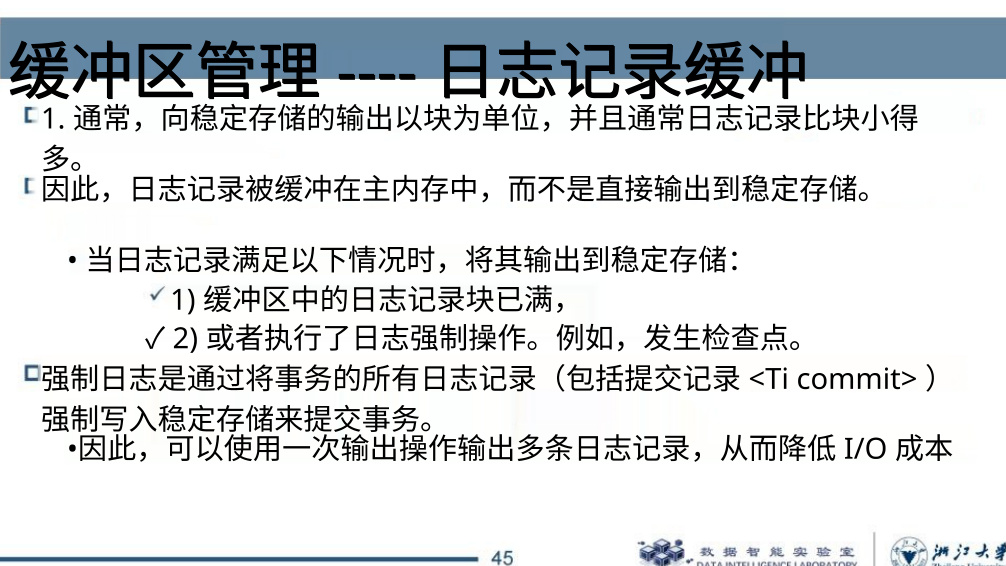 缓冲区管理 ---- 日志记录缓冲
1. 通常，向稳定存储的输出以块为单位，并且通常日志记录比块小得
多。
因此，日志记录被缓冲在主内存中，而不是直接输出到稳定存储。
• 当日志记录满足以下情况时，将其输出到稳定存储：
✓ 1) 缓冲区中的日志记录块已满，
✓ 2) 或者执行了日志强制操作。例如，发生检查点。
强制日志是通过将事务的所有日志记录（包括提交记录 <Ti commit> ）
强制写入稳定存储来提交事务。
•因此，可以使用一次输出操作输出多条日志记录，从而降低 I/O 成本
45
数据智能实验室
DATA INTELLIGENCE LABORATORY
浙江大学